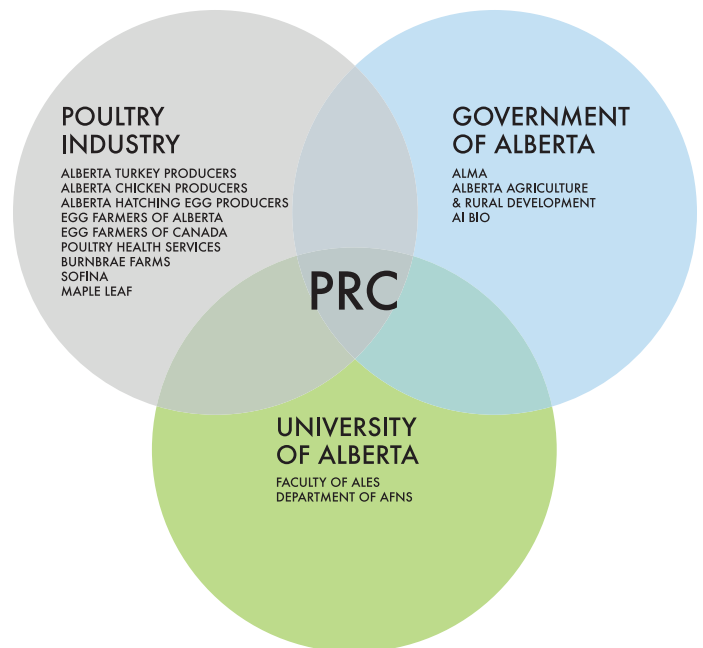 POULTRY
INDUSTRY
ALBERTA TURKEY PRODUCERS
ALBERTA CHICKEN PRODUCERS
ALBERTA HATCHING EGG PRODUCERS
EGG FARMERS OF ALBERTA
EGG FARMERS OF CANADA
POULTRY HEALTH SERVICES
BURNBRAE FARMS
SOFINA
MAPLE LEAF
GOVERNMENT
OF ALBERTA
ALMA
ALBERTA AGRICULTURE
& RURAL DEVELOPMENT
AI BIO
PRC
UNIVERSITY
OF ALBERTA
FACULTY OF ALES
DEPARTMENT OF AFNS